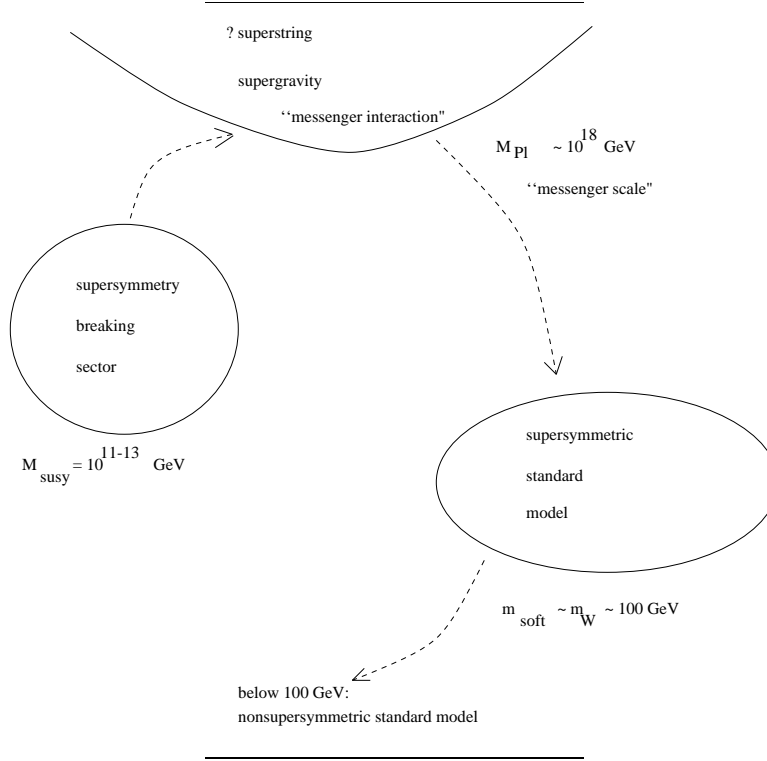 ? superstring
supergravity
‘‘messenger interaction"
M Pl ~ 10^18 GeV
‘‘messenger scale"
supersymmetry
breaking
sector
M susy = 10^11-13 GeV
supersymmetric
standard
model
m soft ~ m W ~ 100 GeV
below 100 GeV:
nonsupersymmetric standard model